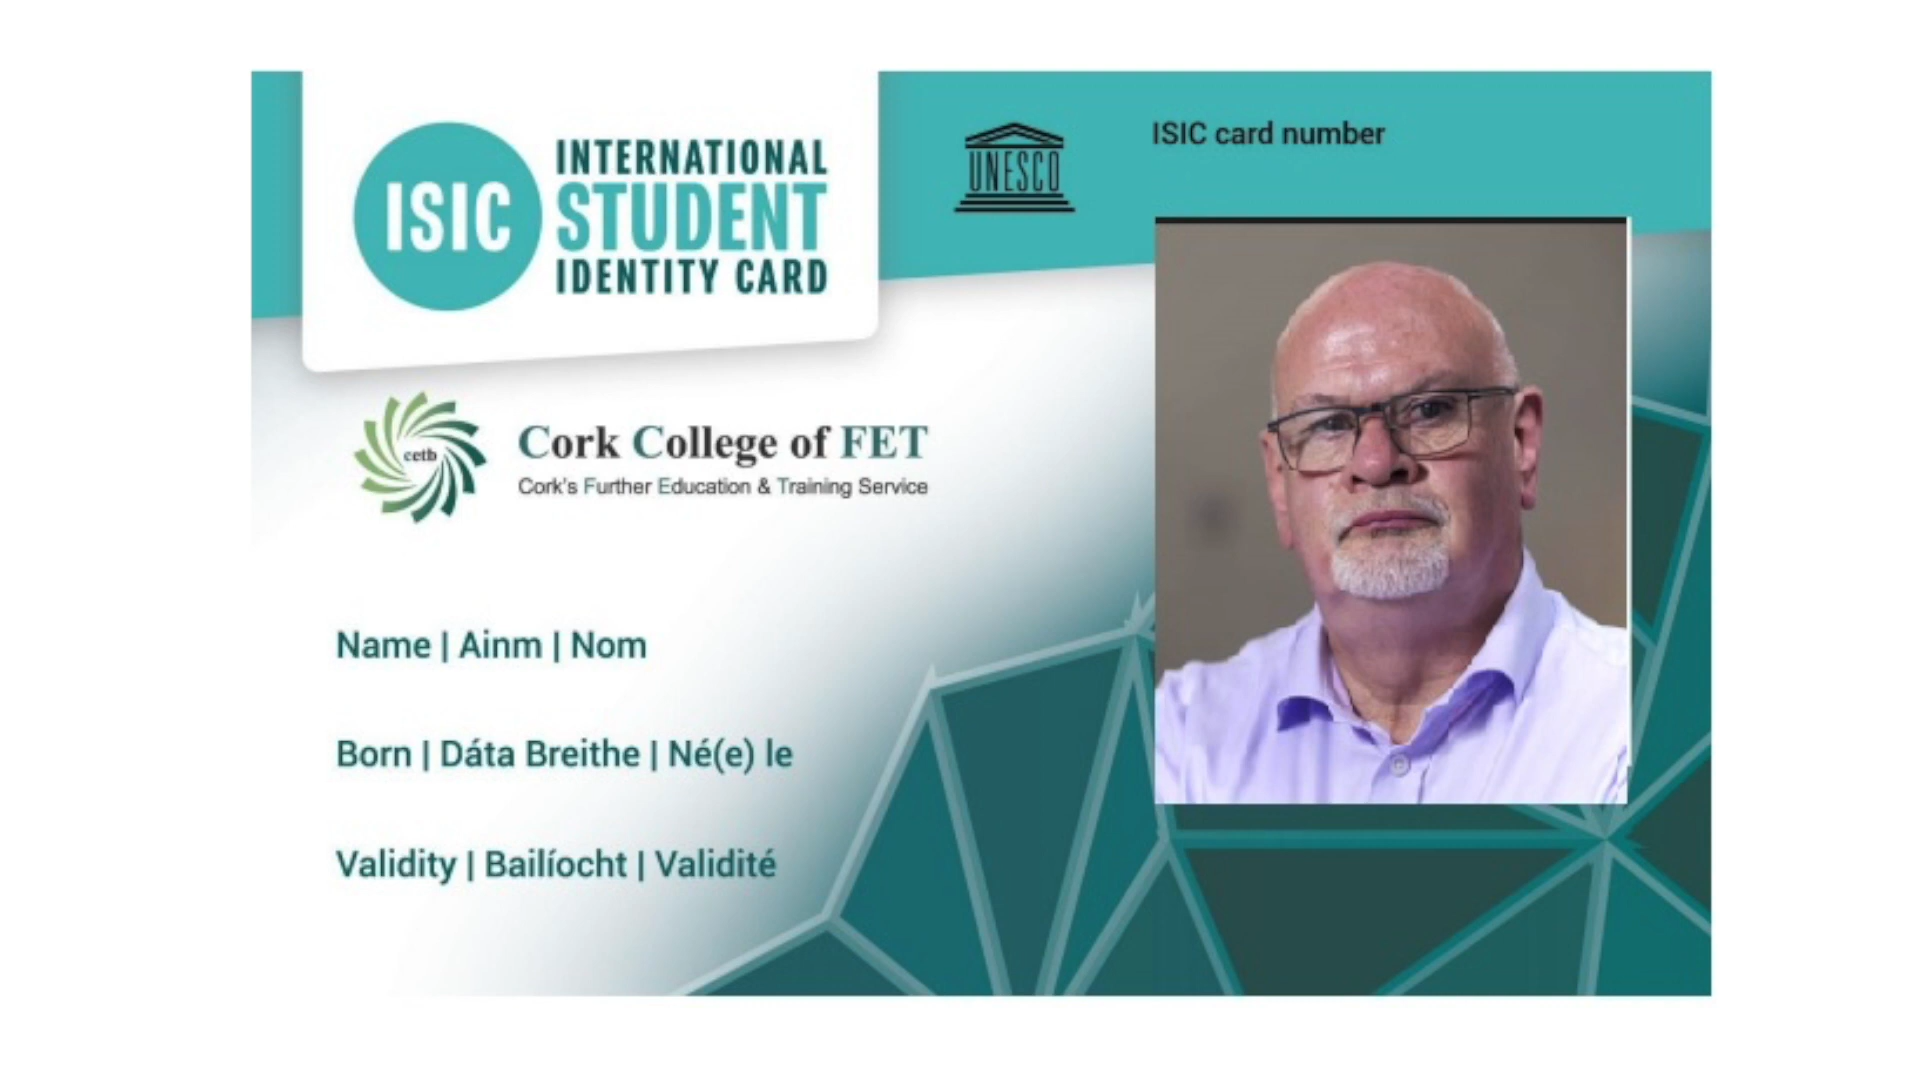 ISIC
INTERNATIONAL
STUDENT
IDENTITY CARD
UNESCO
ISIC card number
cetb
Cork College of FET
Cork's Further Education & Training Service
Name | Ainm | Nom
Born | Dáta Breithe | Né(e) le
Validity | Bailíocht | Validité